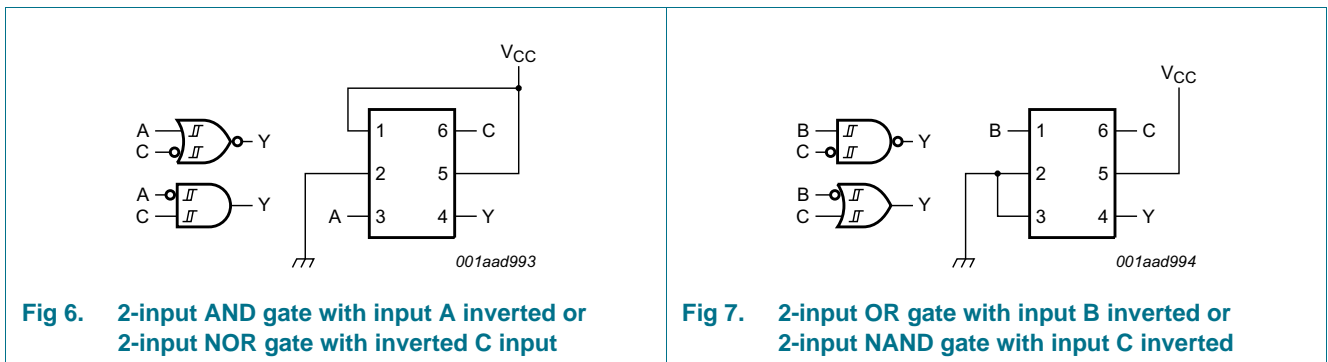 VCC
A
C
Y
A
C
Y
1
6
C
2
5
A
3
4
Y
001aad993
Fig 6. 2-input AND gate with input A inverted or
2-input NOR gate with inverted C input
VCC
B
C
Y
B
C
Y
B
1
6
C
2
5
3
4
Y
001aad994
Fig 7. 2-input OR gate with input B inverted or
2-input NAND gate with input C inverted